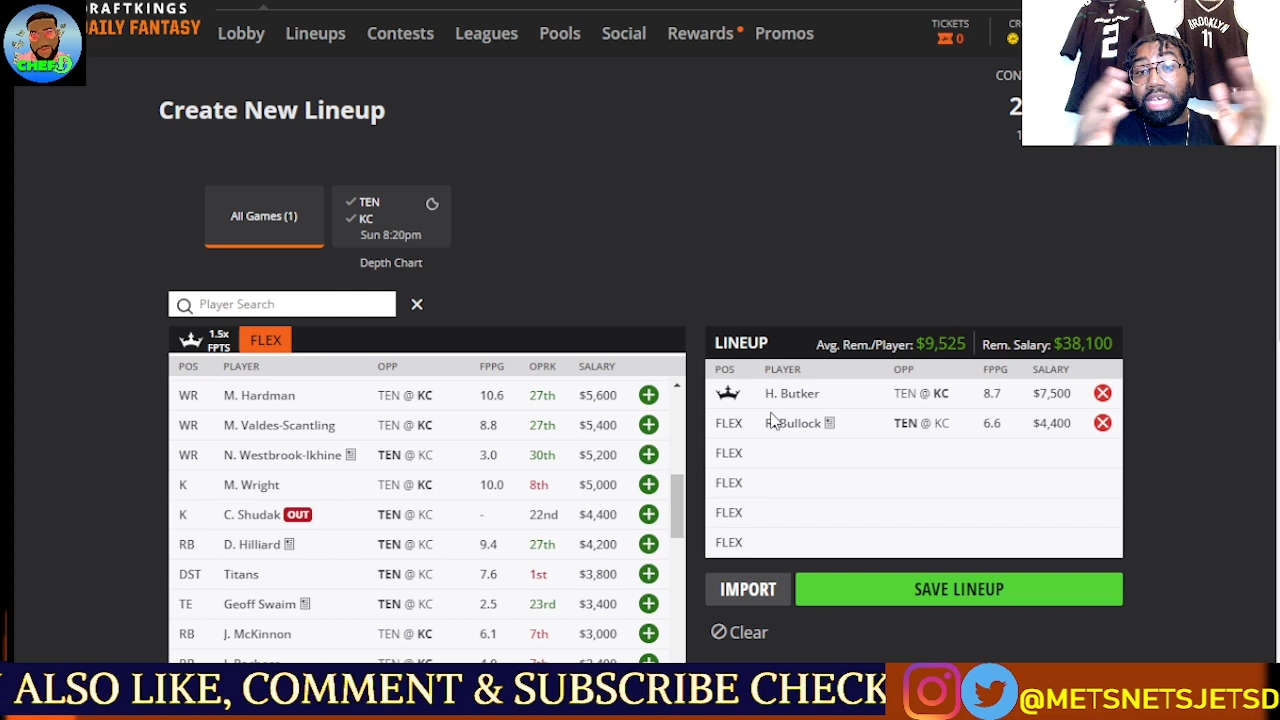 DRAFTKINGS
DAILY FANTASY
CHEF
Lobby Lineups Contests Leagues Pools Social Rewards Promos
TICKETS
0
BROOKLYN
11
2
Create New Lineup
All Games (1)
TEN
KC
Sun 8:20pm
Depth Chart
Player Search
1.5x
FPTS
FLEX
POS PLAYER OPP FPPG OPRK SALARY
WR M. Hardman TEN @ KC 10.6 27th $5,600
WR M. Valdes-Scantling TEN @ KC 8.8 27th $5,400
WR N. Westbrook-Ikhine TEN @ KC 3.0 30th $5,200
K M. Wright TEN @ KC 10.0 8th $5,000
K C. Shudak OUT TEN @ KC - 22nd $4,400
RB D. Hilliard TEN @ KC 9.4 27th $4,200
DST Titans TEN @ KC 7.6 1st $3,800
TE Geoff Swaim TEN @ KC 2.5 23rd $3,400
RB J. McKinnon TEN @ KC 6.1 7th $3,000
LINEUP Avg. Rem./Player: $9,525 Rem. Salary: $38,100
POS PLAYER OPP FPPG SALARY
H. Butker TEN @ KC 8.7 $7,500
FLEX Bullock TEN @ KC 6.6 $4,400
FLEX
FLEX
FLEX
FLEX
IMPORT SAVE LINEUP
Clear
ALSO LIKE, COMMENT & SUBSCRIBE CHECK
@METSNETSJETSD